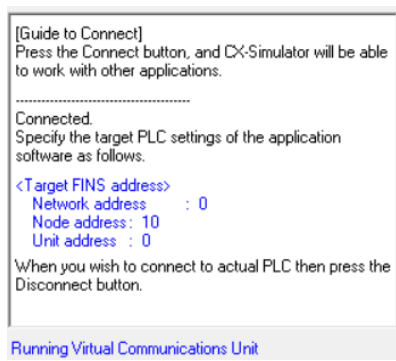 [Guide to Connect]
Press the Connect button, and CX-Simulator will be able
to work with other applications.
------------------------------------------
Connected.
Specify the target PLC settings of the application
software as follows.
<Target FINS address>
Network address : 0
Node address : 10
Unit address : 0
When you wish to connect to actual PLC then press the
Disconnect button.
Running Virtual Communications Unit